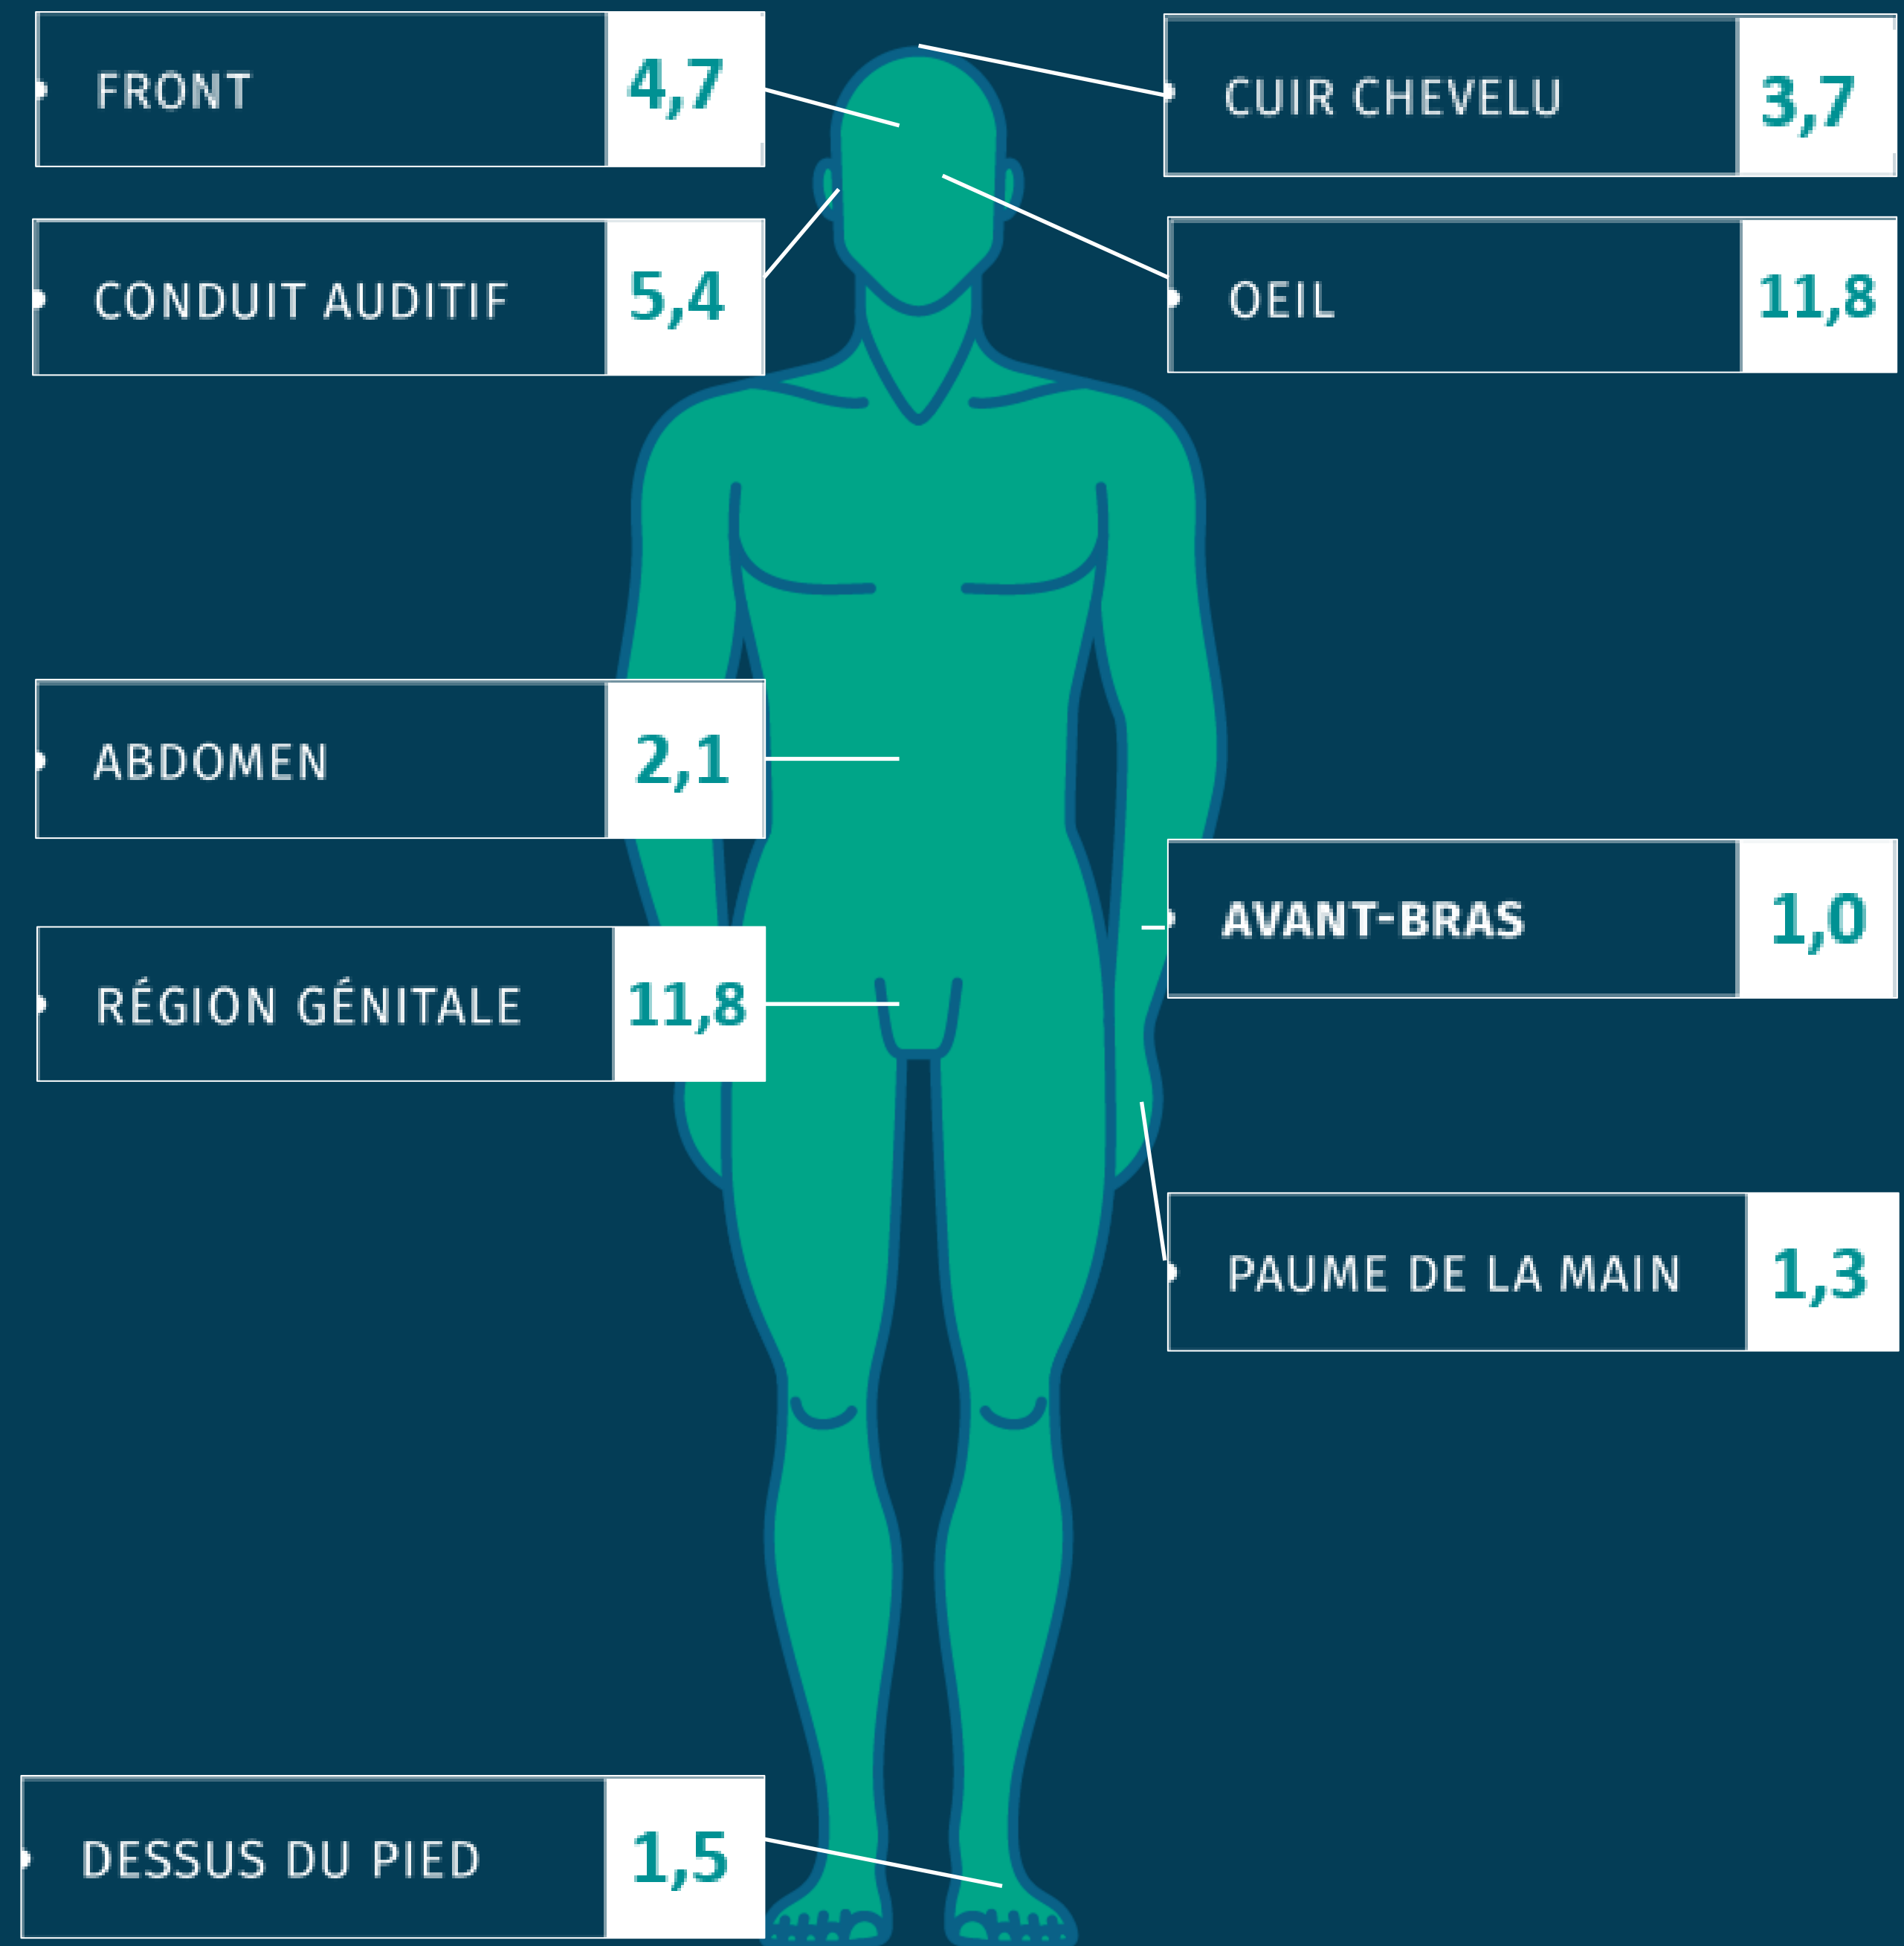 FRONT 4,7
CUIR CHEVELU 3,7
CONDUIT AUDITIF 5,4
OEIL 11,8
ABDOMEN 2,1
AVANT-BRAS 1,0
RÉGION GÉNITALE 11,8
PAUME DE LA MAIN 1,3
DESSUS DU PIED 1,5